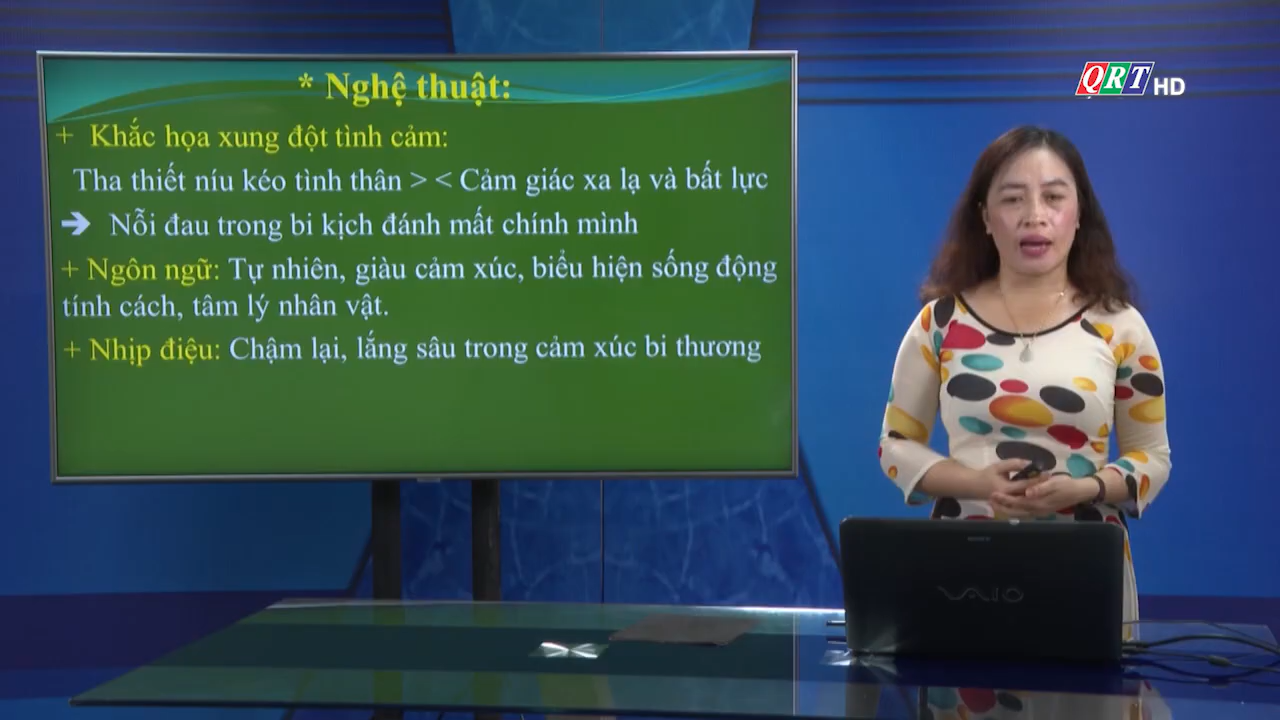 * Nghệ thuật:
+ Khắc họa xung đột tình cảm:
Tha thiết níu kéo tình thân > < Cảm giác xa lạ và bất lực
➔ Nỗi đau trong bi kịch đánh mất chính mình
+ Ngôn ngữ: Tự nhiên, giàu cảm xúc, biểu hiện sống động
tính cách, tâm lý nhân vật.
+ Nhịp điệu: Chậm lại, lắng sâu trong cảm xúc bi thương
QRT HD
SONY
VAIO